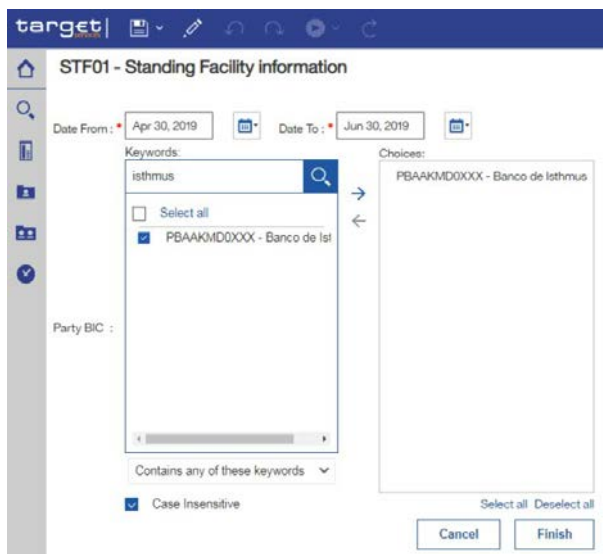 target|
services
STF01 - Standing Facility information
Date From : * Apr 30, 2019 Date To : * Jun 30, 2019
Keywords: Choices:
isthmus PBAAKMD0XXX - Banco de Isthmus
Select all
PBAAKMD0XXX - Banco de Ist
Party BIC :
Contains any of these keywords
Case Insensitive Select all Deselect all
Cancel Finish